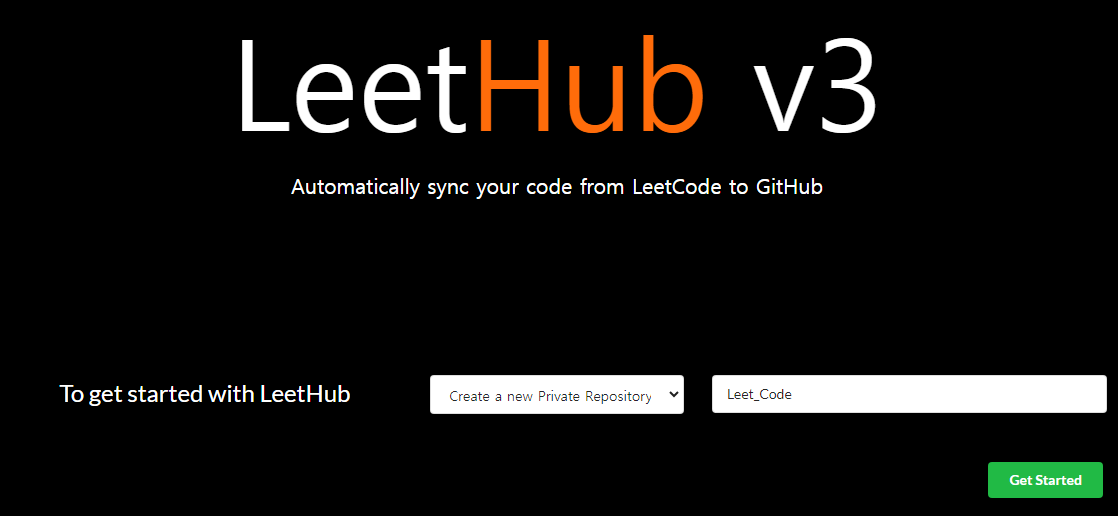 LeetHub v3
Automatically sync your code from LeetCode to GitHub
To get started with LeetHub
Create a new Private Repository
Leet_Code
Get Started